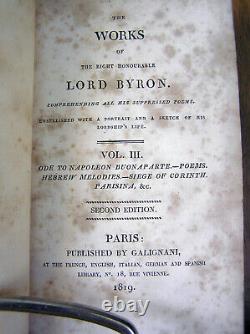 THE
WORKS
OF
THE RIGHT HONOURABLE
LORD BYRON.
COMPREHENDING ALL HIS SUPPRESSED POEMS.
EMBELLISHED WITH A PORTRAIT AND A SKETCH OF HIS
LORDSHIP'S LIFE.
VOL. III.
ODE TO NAPOLEON BUONAPARTE.—POEMS.
HEBREW MELODIES.—SIEGE OF CORINTH.
PARISINA, &c.
SECOND EDITION.
PARIS:
PUBLISHED BY GALIGNANI,
AT THE FRENCH, ENGLISH, ITALIAN, GERMAN AND SPANISH
LIBRARY, Nº. 18, RUE VIVIENNE.
1819.